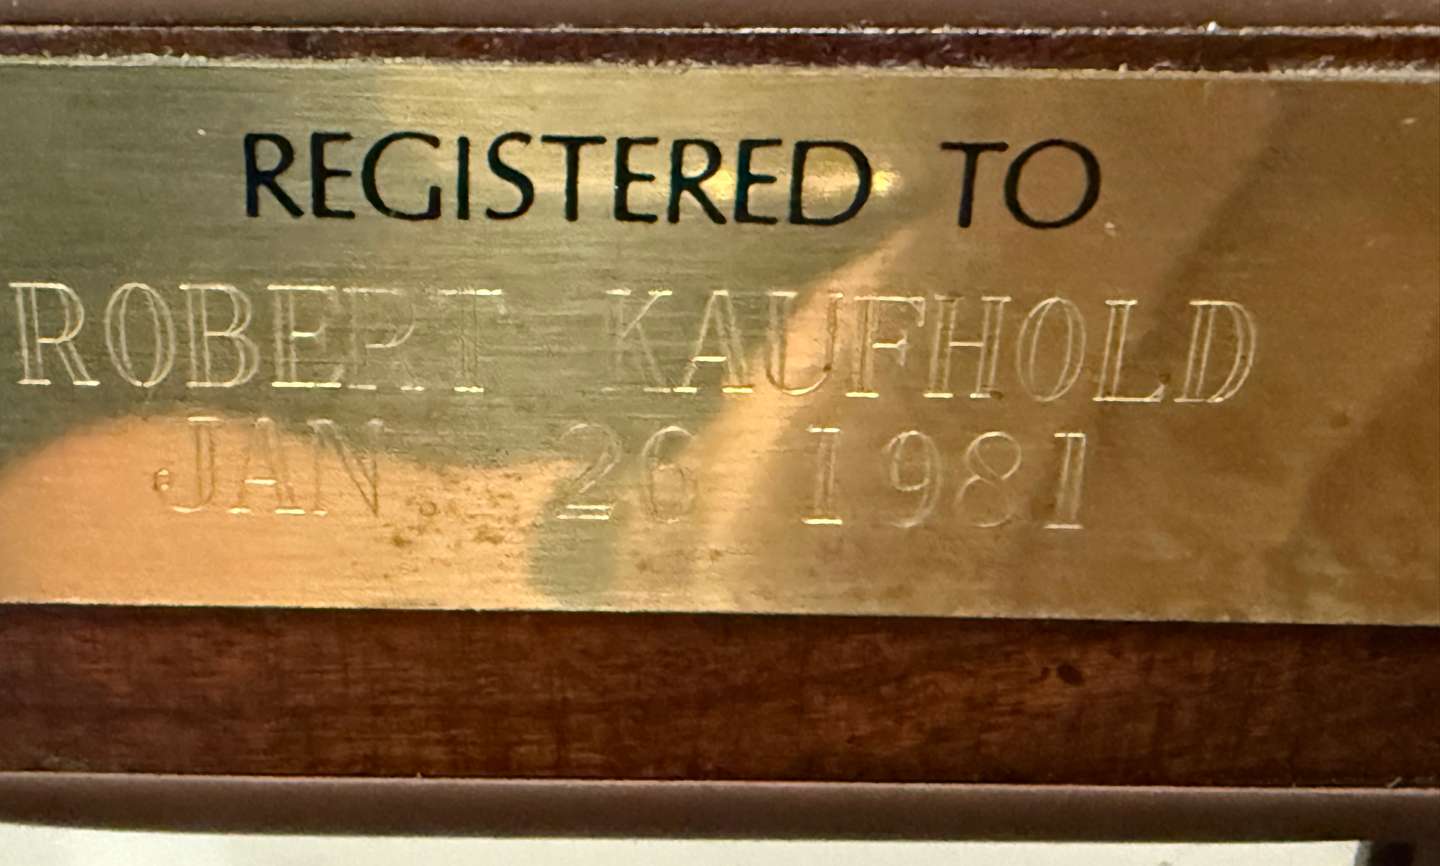 REGISTERED TO
ROBERT KAUFHOLD
JAN. 26 1981